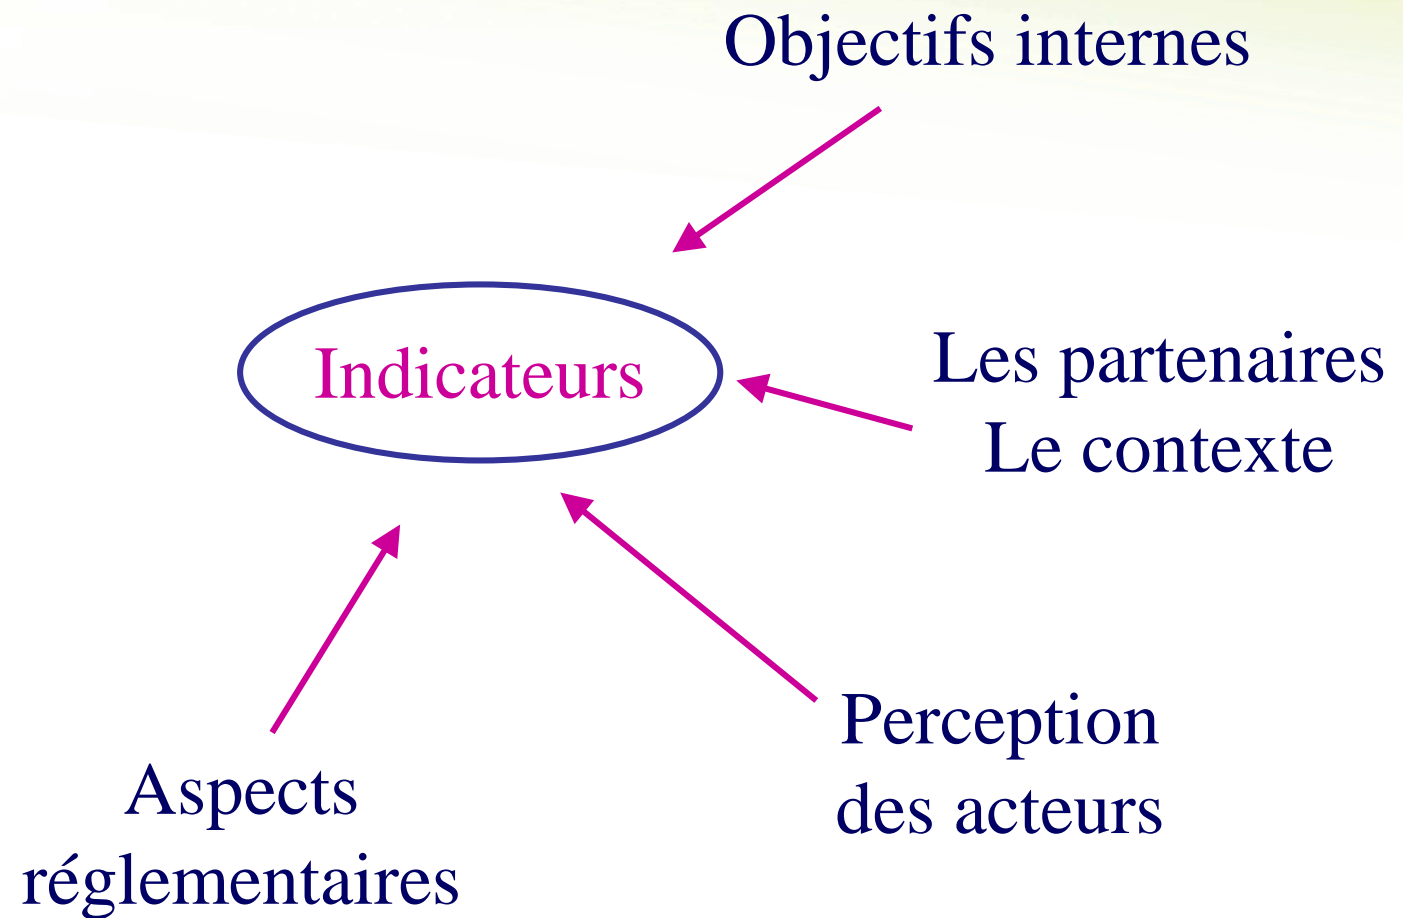 Objectifs internes
Indicateurs
Les partenaires
Le contexte
Perception
des acteurs
Aspects
réglementaires